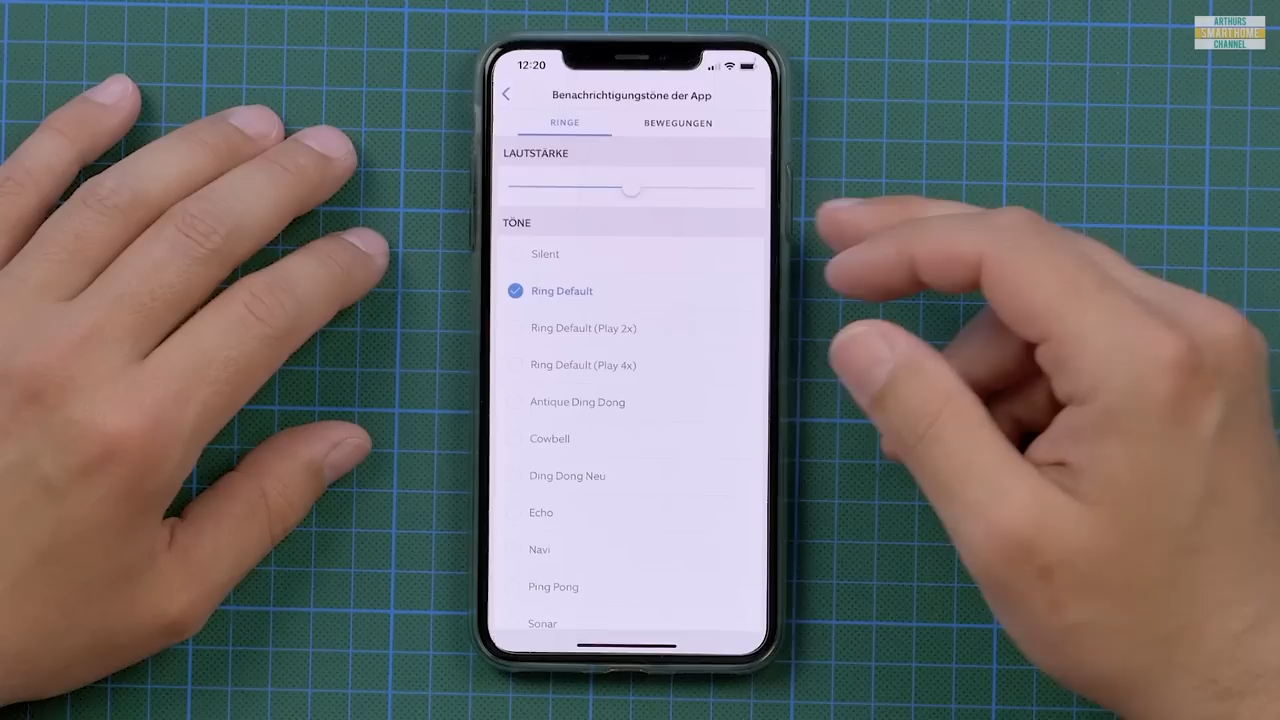 ARTHURS
SMARTHOME
CHANNEL
12:20
Benachrichtigungstöne der App
RINGE
BEWEGUNGEN
LAUTSTÄRKE
TÖNE
Silent
Ring Default
Ring Default (Play 2x)
Ring Default (Play 4x)
Antique Ding Dong
Cowbell
Ding Dong Neu
Echo
Navi
Ping Pong
Sonar